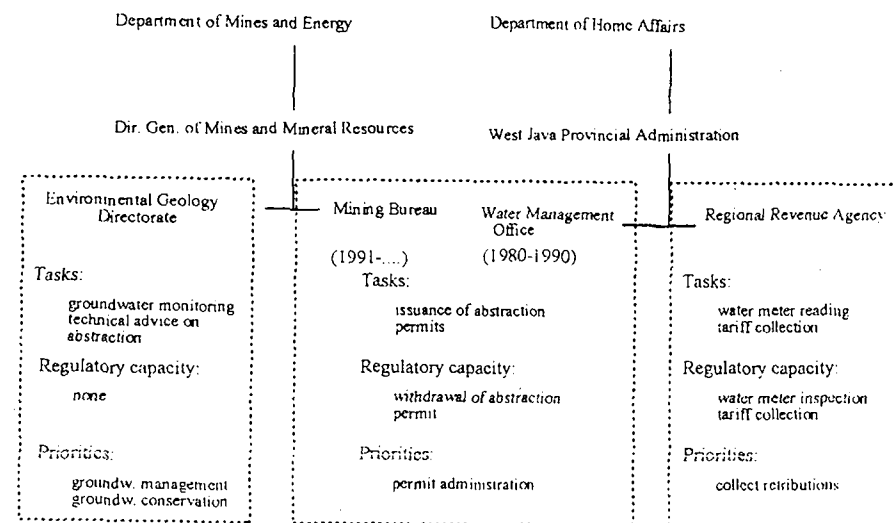 Department of Mines and Energy
Department of Home Affairs
Dir. Gen. of Mines and Mineral Resources
West Java Provincial Administration
Environmental Geology
Directorate
Tasks:
groundwater monitoring
technical advice on
abstraction
Regulatory capacity:
none
Priorities:
groundw. management
groundw. conservation
Mining Bureau
Water Management
Office
(1991-....)
(1980-1990)
Tasks:
issuance of abstraction
permits
Regulatory capacity:
withdrawal of abstraction
permit
Priorities:
permit administration
Regional Revenue Agency
Tasks:
water meter reading
tariff collection
Regulatory capacity:
water meter inspection
tariff collection
Priorities:
collect retributions